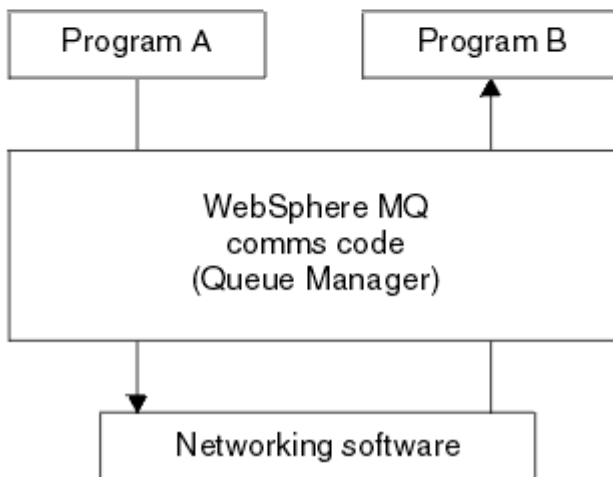 Program A
Program B
WebSphere MQ
comms code
(Queue Manager)
Networking software